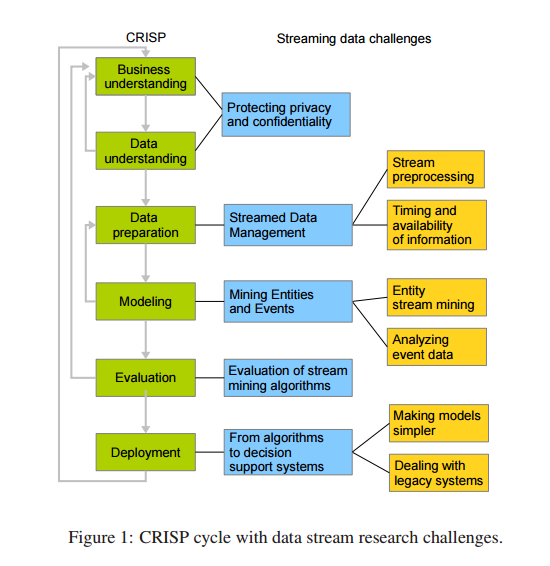 CRISP
Streaming data challenges
Business
understanding
Protecting privacy
and confidentiality
Data
understanding
Stream
preprocessing
Data
preparation
Streamed Data
Management
Timing and
availability
of information
Modeling
Mining Entities
and Events
Entity
stream mining
Analyzing
event data
Evaluation
Evaluation of stream
mining algorithms
Making models
simpler
Deployment
From algorithms
to decision
support systems
Dealing with
legacy systems
Figure 1: CRISP cycle with data stream research challenges.